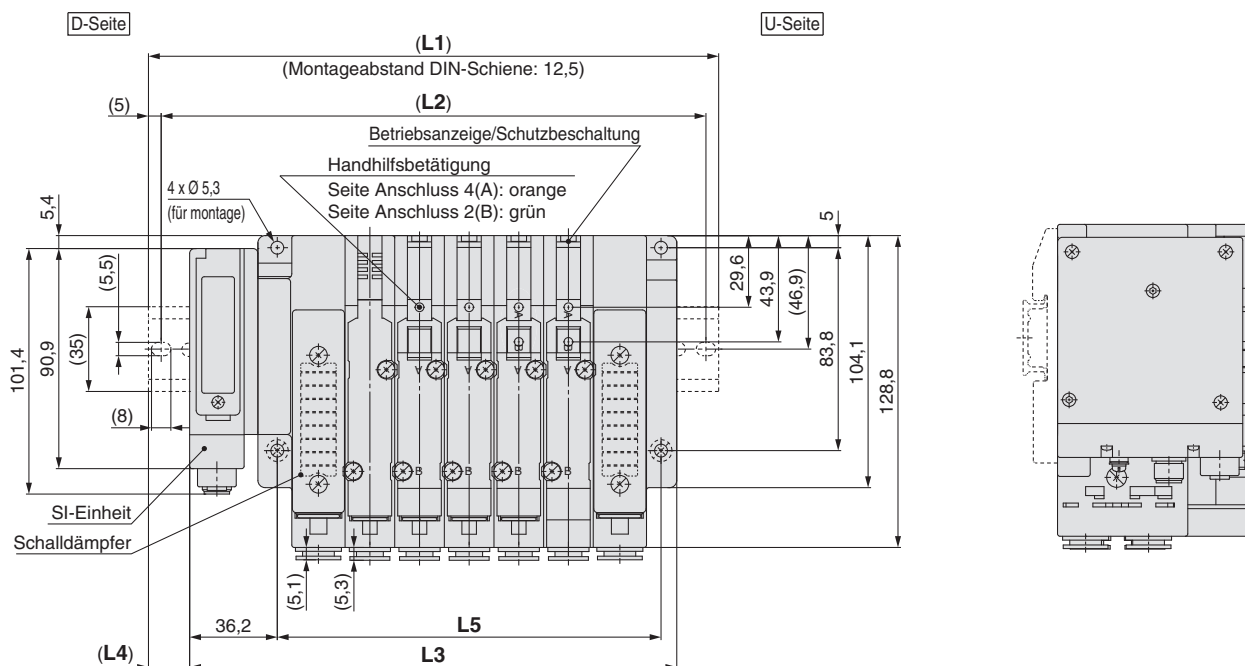 D-Seite
U-Seite
(L1)
(Montageabstand DIN-Schiene: 12,5)
(5)
(L2)
Betriebsanzeige/Schutzbeschaltung
Handhilfsbetätigung
Seite Anschluss 4(A): orange
Seite Anschluss 2(B): grün
4 x Ø 5,3
(für montage)
5,4
5
(5,5)
(35)
90,9
101,4
(8)
29,6
43,9
(46,9)
83,8
104,1
128,8
A
A
A
A
A
A
B
B
B
B
SI-Einheit
Schalldämpfer
(5,1)
(5,3)
36,2
L5
(L4)
L3